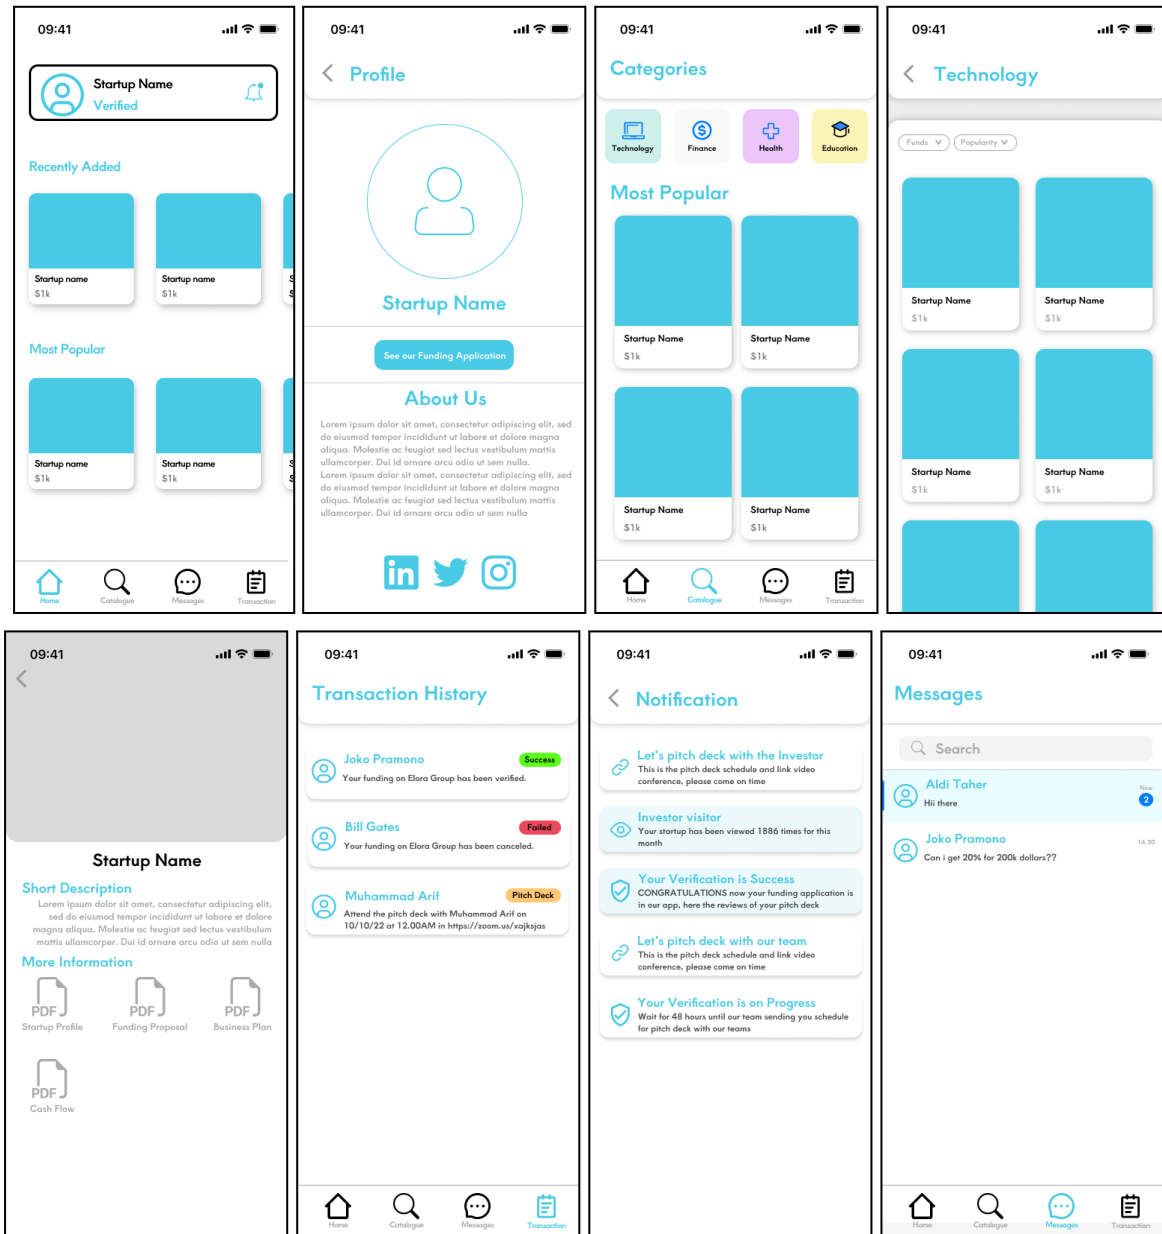 09:41
Startup Name
Verified
Recently Added
Startup name
$1k
Startup name
$1k
S
Most Popular
Startup name
$1k
Startup name
$1k
S
Home
Catalogue
Messages
Transaction
09:41
Profile
Startup Name
See our Funding Application
About Us
Lorem ipsum dolor sit amet, consectetur adipiscing elit, sed
do eiusmod tempor incididunt ut labore et dolore magna
aliqua. Molestie ac feugiat sed lectus vestibulum mattis
ullamcorper. Dui id ornare arcu odio ut sem nulla.
Lorem ipsum dolor sit amet, consectetur adipiscing elit, sed
do eiusmod tempor incididunt ut labore et dolore magna
aliqua. Molestie ac feugiat sed lectus vestibulum mattis
ullamcorper. Dui id ornare arcu odio ut sem nulla
in
09:41
Categories
Technology
Finance
Health
Education
Most Popular
Startup Name
$1k
Startup Name
$1k
Startup Name
$1k
Startup Name
$1k
Home
Catalogue
Messages
Transaction
09:41
Technology
Funds
Popularity
Startup Name
$1k
Startup Name
$1k
Startup Name
$1k
Startup Name
$1k
09:41
Startup Name
Short Description
Lorem ipsum dolor sit amet, consectetur adipiscing elit,
sed do eiusmod tempor incididunt ut labore et dolore
magna aliqua. Molestie ac feugiat sed lectus vestibulum
mattis ullamcorper. Dui id ornare arcu odio ut sem nulla
More Information
PDF
Startup Profile
PDF
Funding Proposal
PDF
Business Plan
PDF
Cash Flow
09:41
Transaction History
Joko Pramono
Success
Your funding on Elora Group has been verified.
Bill Gates
Failed
Your funding on Elora Group has been canceled.
Muhammad Arif
Pitch Deck
Attend the pitch deck with Muhammad Arif on
10/10/22 at 12.00AM in https://zoom.us/xajksjas
Home
Catalogue
Messages
Transaction
09:41
Notification
Let's pitch deck with the Investor
This is the pitch deck schedule and link video
conference, please come on time
Investor visitor
Your startup has been viewed 1886 times for this
month
Your Verification is Success
CONGRATULATIONS now your funding application is
in our app, here the reviews of your pitch deck
Let's pitch deck with our team
This is the pitch deck schedule and link video
conference, please come on time
Your Verification is on Progress
Wait for 48 hours until our team sending you schedule
for pitch deck with our teams
09:41
Messages
Search
Aldi Taher
Now
Hii there
2
Joko Pramono
14.30
Can i get 20% for 200k dollars??
Home
Catalogue
Messages
Transaction